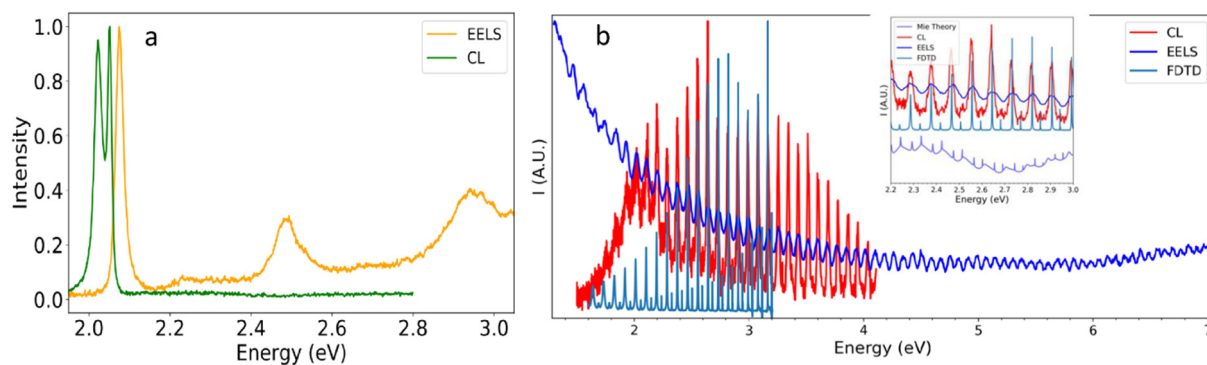 a
EELS
CL
Intensity
1.0
0.8
0.6
0.4
0.2
0.0
2.0 2.2 2.4 2.6 2.8 3.0
Energy (eV)
b
CL
EELS
FDTD
I (A.U.)
2 3 4 5 6 7
Energy (eV)
Mie Theory
CL
EELS
FDTD
I (A.U.)
2.2 2.3 2.4 2.5 2.6 2.7 2.8 2.9 3.0
Energy (eV)